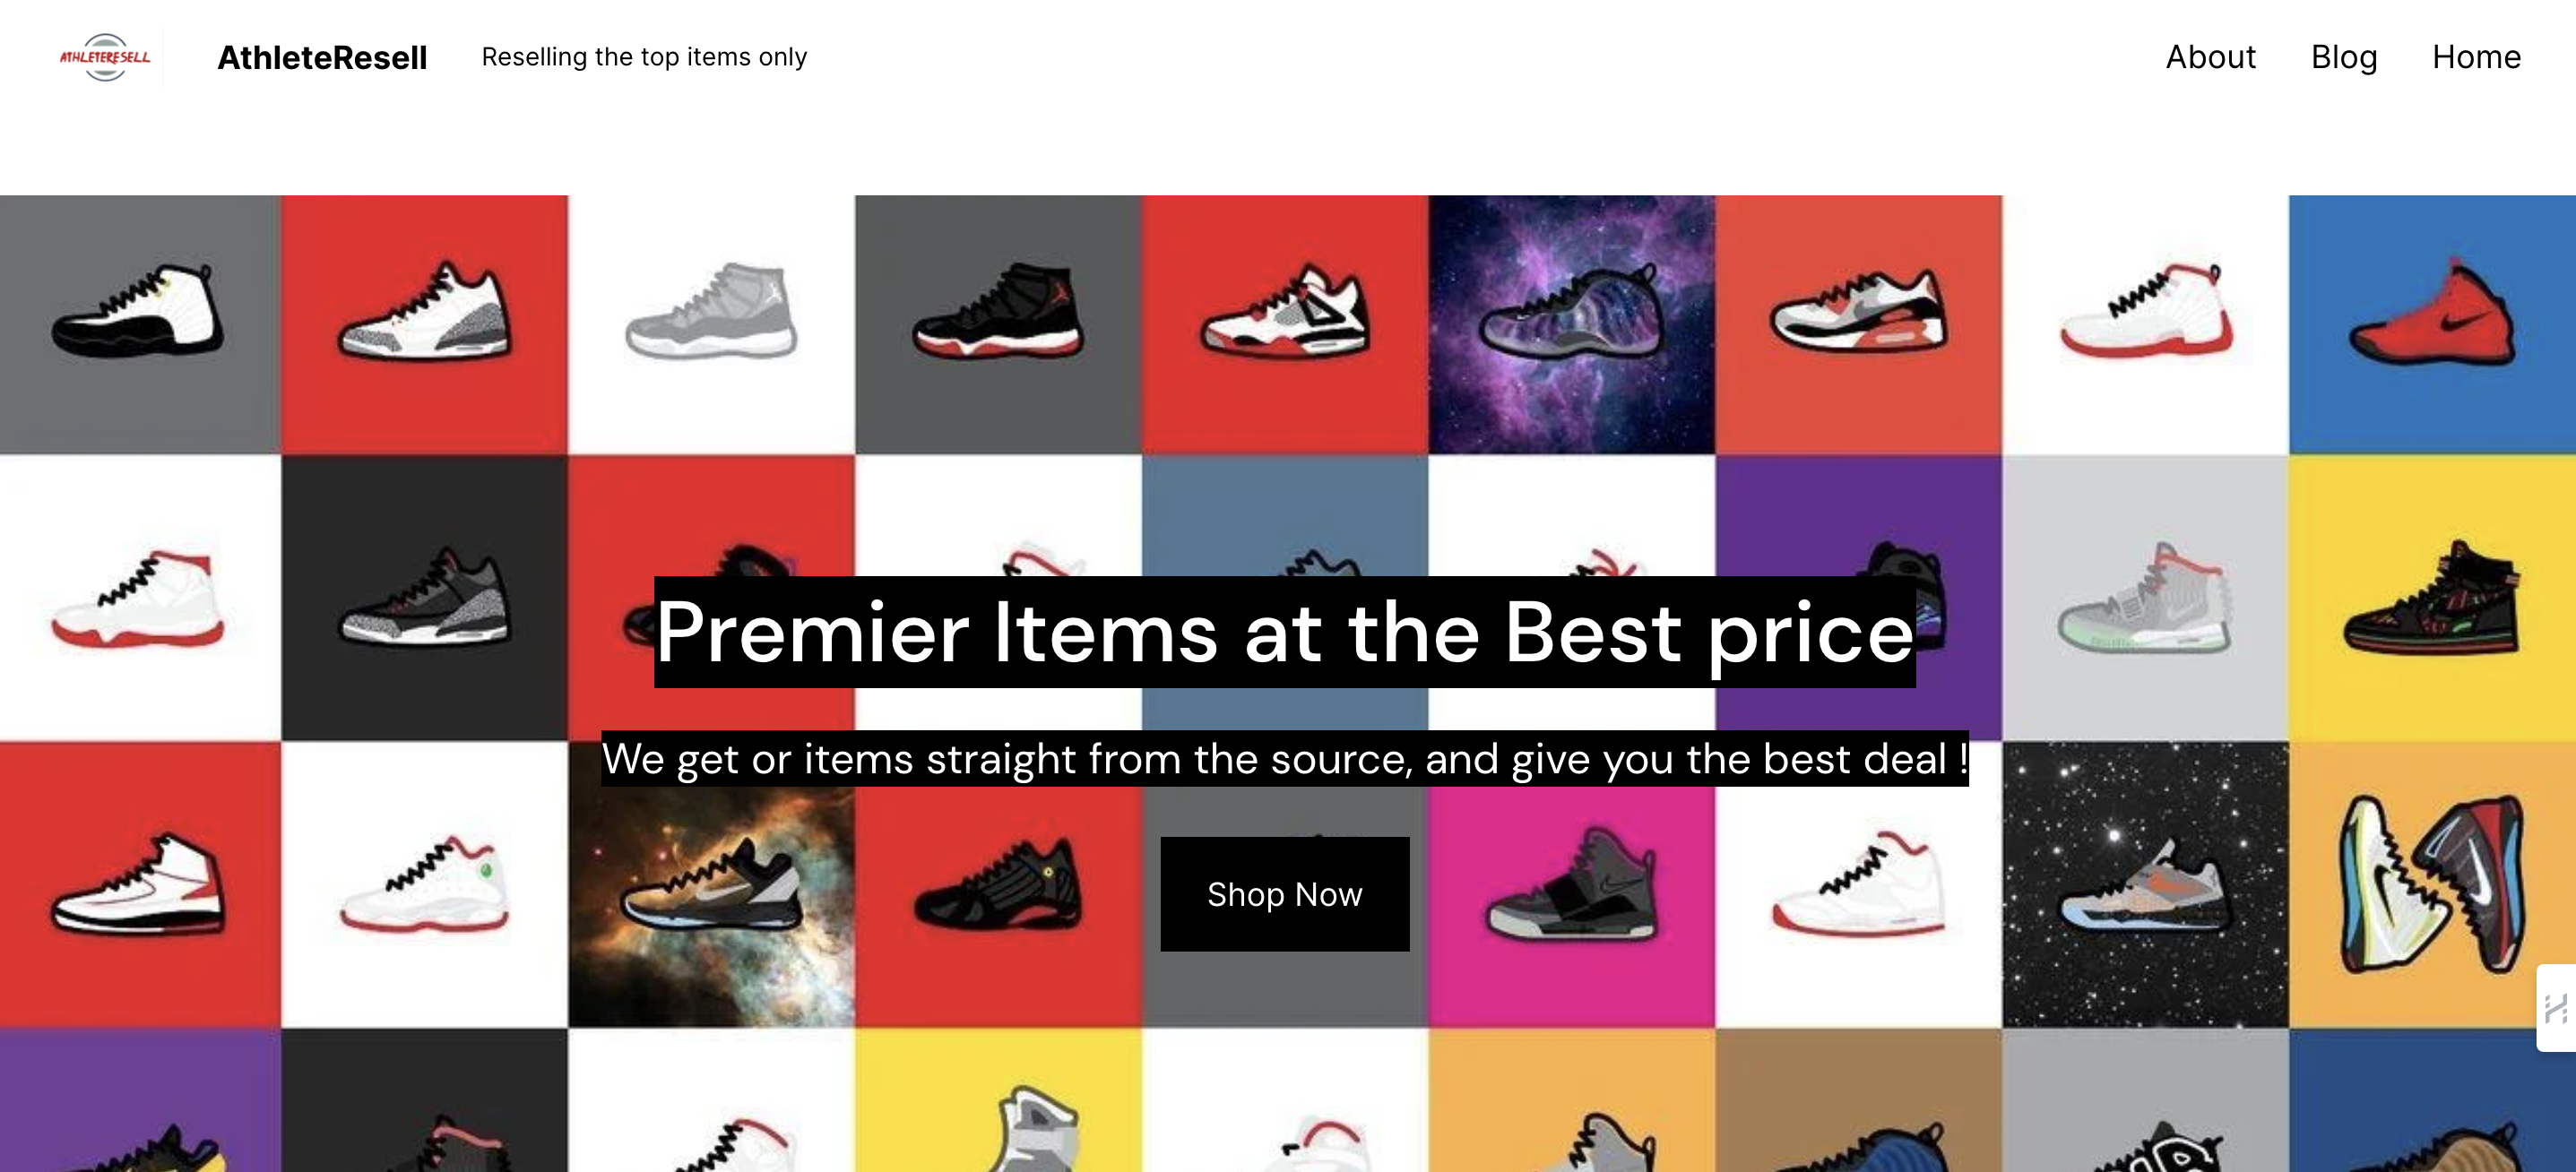 ATHLETERESELL
AthleteResell
Reselling the top items only
About
Blog
Home
Premier Items at the Best price
We get or items straight from the source, and give you the best deal !
Shop Now